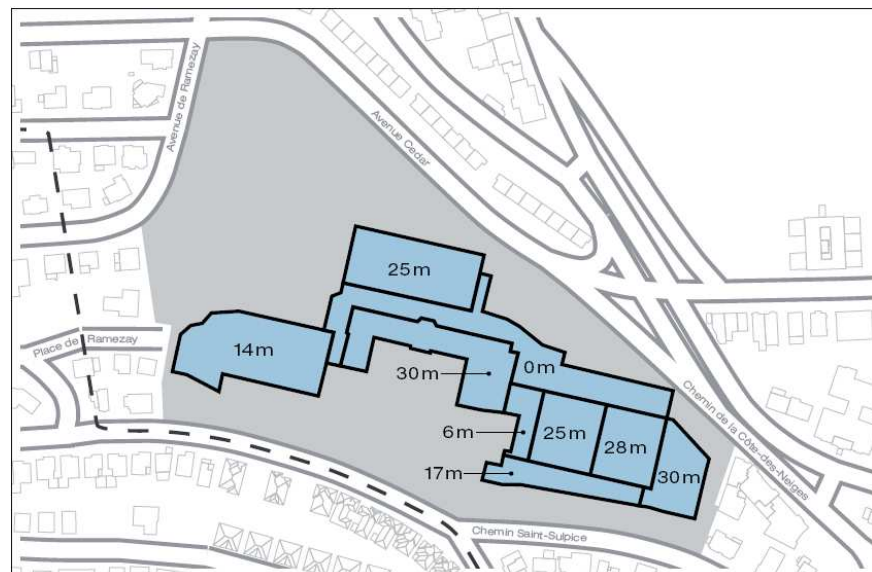 Avenue de Ramezay
Avenue Cedar
25m
Place de Ramezay
14m
30m
0m
Chemin de la Côte-des-Neiges
6m
25m
28m
17m
30m
Chemin Saint-Sulpice